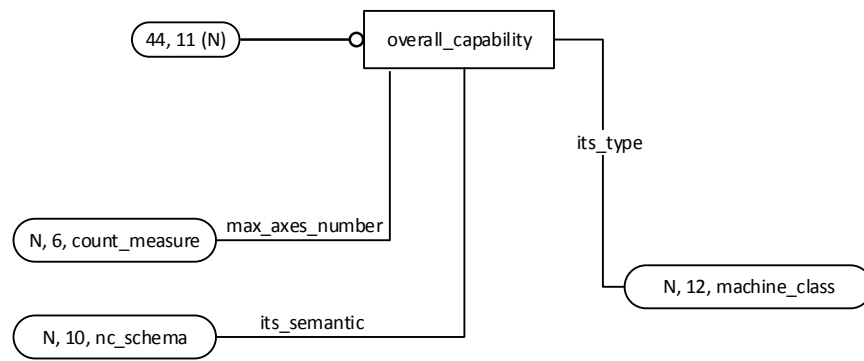 44, 11 (N)
overall_capability
its_type
max_axes_number
N, 6, count_measure
N, 12, machine_class
its_semantic
N, 10, nc_schema